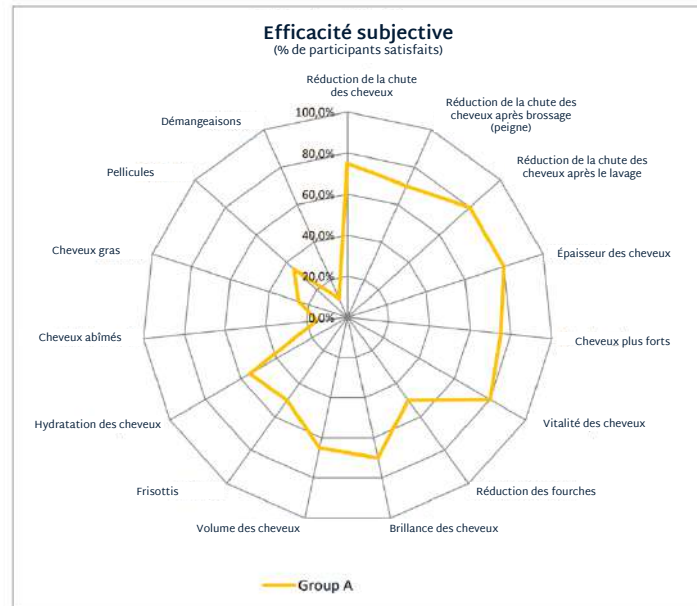 Efficacité subjective
(% de participants satisfaits)
Réduction de la chute
des cheveux
Réduction de la chute des
cheveux après brossage
(peigne)
Réduction de la chute des
cheveux après le lavage
Épaisseur des cheveux
Cheveux plus forts
Vitalité des cheveux
Réduction des fourches
Brillance des cheveux
Volume des cheveux
Frisottis
Hydratation des cheveux
Cheveux abîmés
Cheveux gras
Pellicules
Démangeaisons
100,0%
80,0%
60,0%
40,0%
20,0%
0,0%
Group A